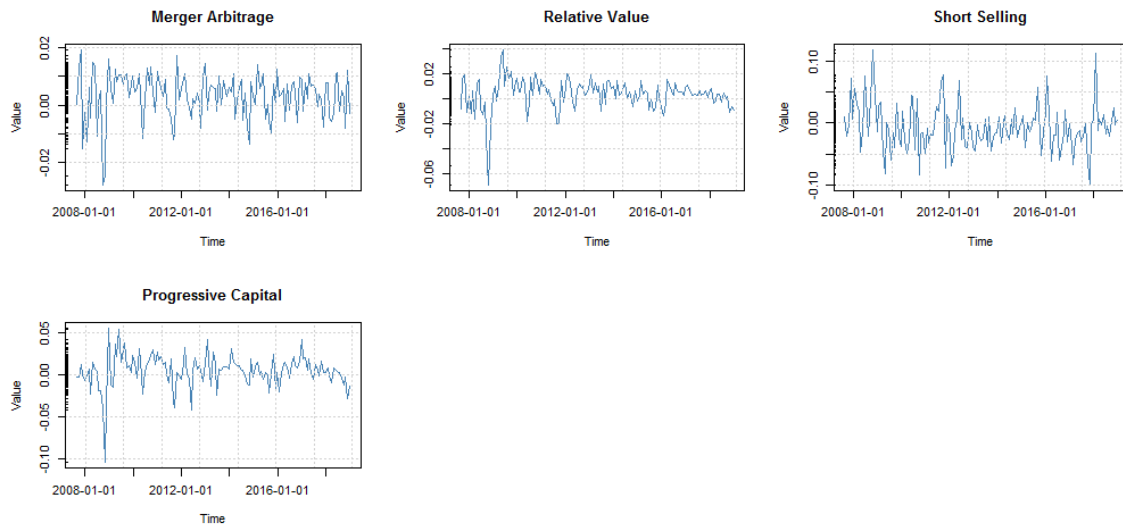 Merger Arbitrage
Value
0.02
0.00
-0.02
2008-01-01 2012-01-01 2016-01-01
Time
Relative Value
Value
0.02
-0.02
-0.06
2008-01-01 2012-01-01 2016-01-01
Time
Short Selling
Value
0.10
0.00
-0.10
2008-01-01 2012-01-01 2016-01-01
Time
Progressive Capital
Value
0.05
0.00
-0.05
-0.10
2008-01-01 2012-01-01 2016-01-01
Time